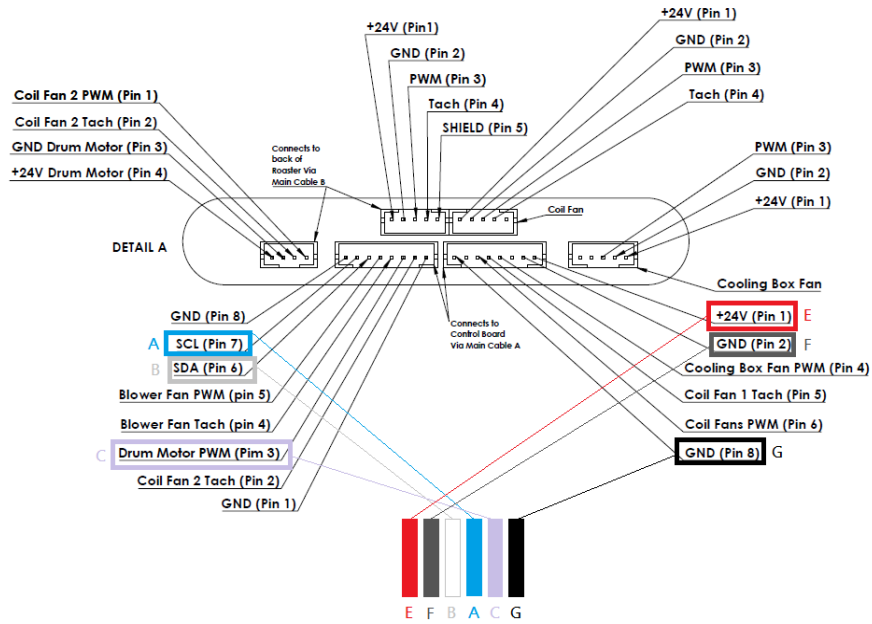 +24V (Pin1)
GND (Pin 2)
PWM (Pin 3)
Tach (Pin 4)
SHIELD (Pin 5)
+24V (Pin 1)
GND (Pin 2)
PWM (Pin 3)
Tach (Pin 4)
Coil Fan 2 PWM (Pin 1)
Coil Fan 2 Tach (Pin 2)
GND Drum Motor (Pin 3)
+24V Drum Motor (Pin 4)
Connects to
back of
Roaster Via
Main Cable B
PWM (Pin 3)
GND (Pin 2)
+24V (Pin 1)
Coil Fan
DETAIL A
Cooling Box Fan
Connects to
Control Board
Via Main Cable A
GND (Pin 8)
A SCL (Pin 7)
B SDA (Pin 6)
Blower Fan PWM (pin 5)
Blower Fan Tach (pin 4)
C Drum Motor PWM (Pim 3)
Coil Fan 2 Tach (Pin 2)
GND (Pin 1)
+24V (Pin 1) E
GND (Pin 2) F
Cooling Box Fan PWM (Pin 4)
Coil Fan 1 Tach (Pin 5)
Coil Fans PWM (Pin 6)
GND (Pin 8) G
E F B A C G